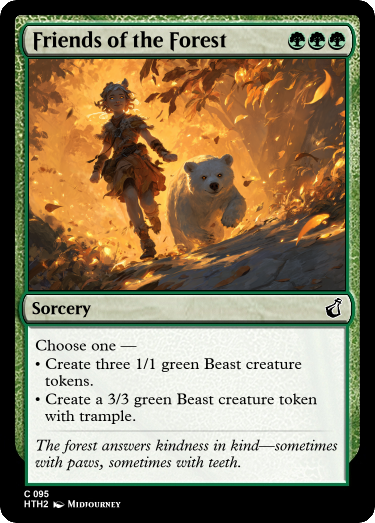 Friends of the Forest
Sorcery
Choose one —
• Create three 1/1 green Beast creature
tokens.
• Create a 3/3 green Beast creature token
with trample.
The forest answers kindness in kind—sometimes
with paws, sometimes with teeth.
C 095
HTH2 Midjourney